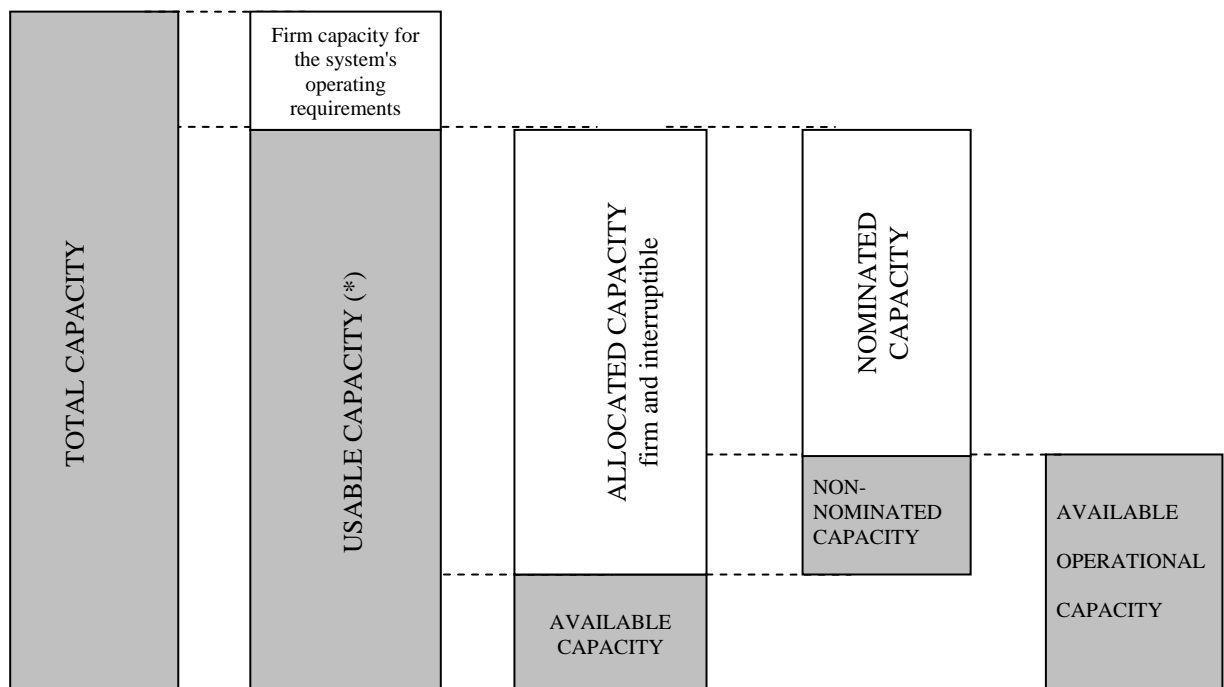 TOTAL CAPACITY
Firm capacity for
the system's
operating
requirements
USABLE CAPACITY (*)
ALLOCATED CAPACITY
firm and interruptible
AVAILABLE
CAPACITY
NOMINATED
CAPACITY
NON-
NOMINATED
CAPACITY
AVAILABLE
OPERATIONAL
CAPACITY